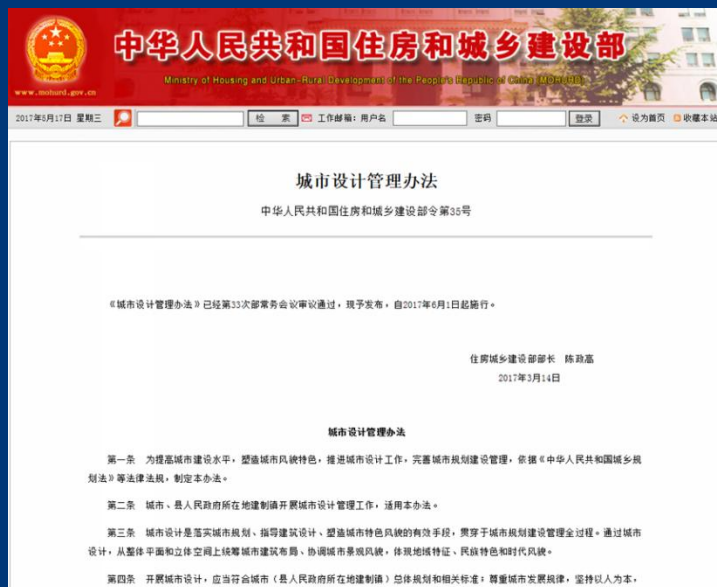 中华人民共和国住房和城乡建设部
Ministry of Housing and Urban-Rural Development of the People's Republic of China (MOHURD)
www.mohurd.gov.cn
2017年5月17日 星期三 检 索 工作邮箱：用户名 密码 登录 设为首页 收藏本站
城市设计管理办法
中华人民共和国住房和城乡建设部令第35号
《城市设计管理办法》已经第33次部常务会议审议通过，现予发布，自2017年6月1日起施行。
住房城乡建设部部长 陈政高
2017年3月14日
城市设计管理办法
第一条 为提高城市建设水平，塑造城市风貌特色，推进城市设计工作，完善城市规划建设管理，依据《中华人民共和国城乡规
划法》等法律法规，制定本办法。
第二条 城市、县人民政府所在地建制镇开展城市设计管理工作，适用本办法。
第三条 城市设计是落实城市规划、指导建筑设计、塑造城市特色风貌的有效手段，贯穿于城市规划建设管理全过程。通过城市
设计，从整体平面和立体空间上统筹城市建筑布局、协调城市景观风貌，体现地域特征、民族特色和时代风貌。
第四条 开展城市设计，应当符合城市（县人民政府所在地建制镇）总体规划和相关标准；尊重城市发展规律，坚持以人为本，